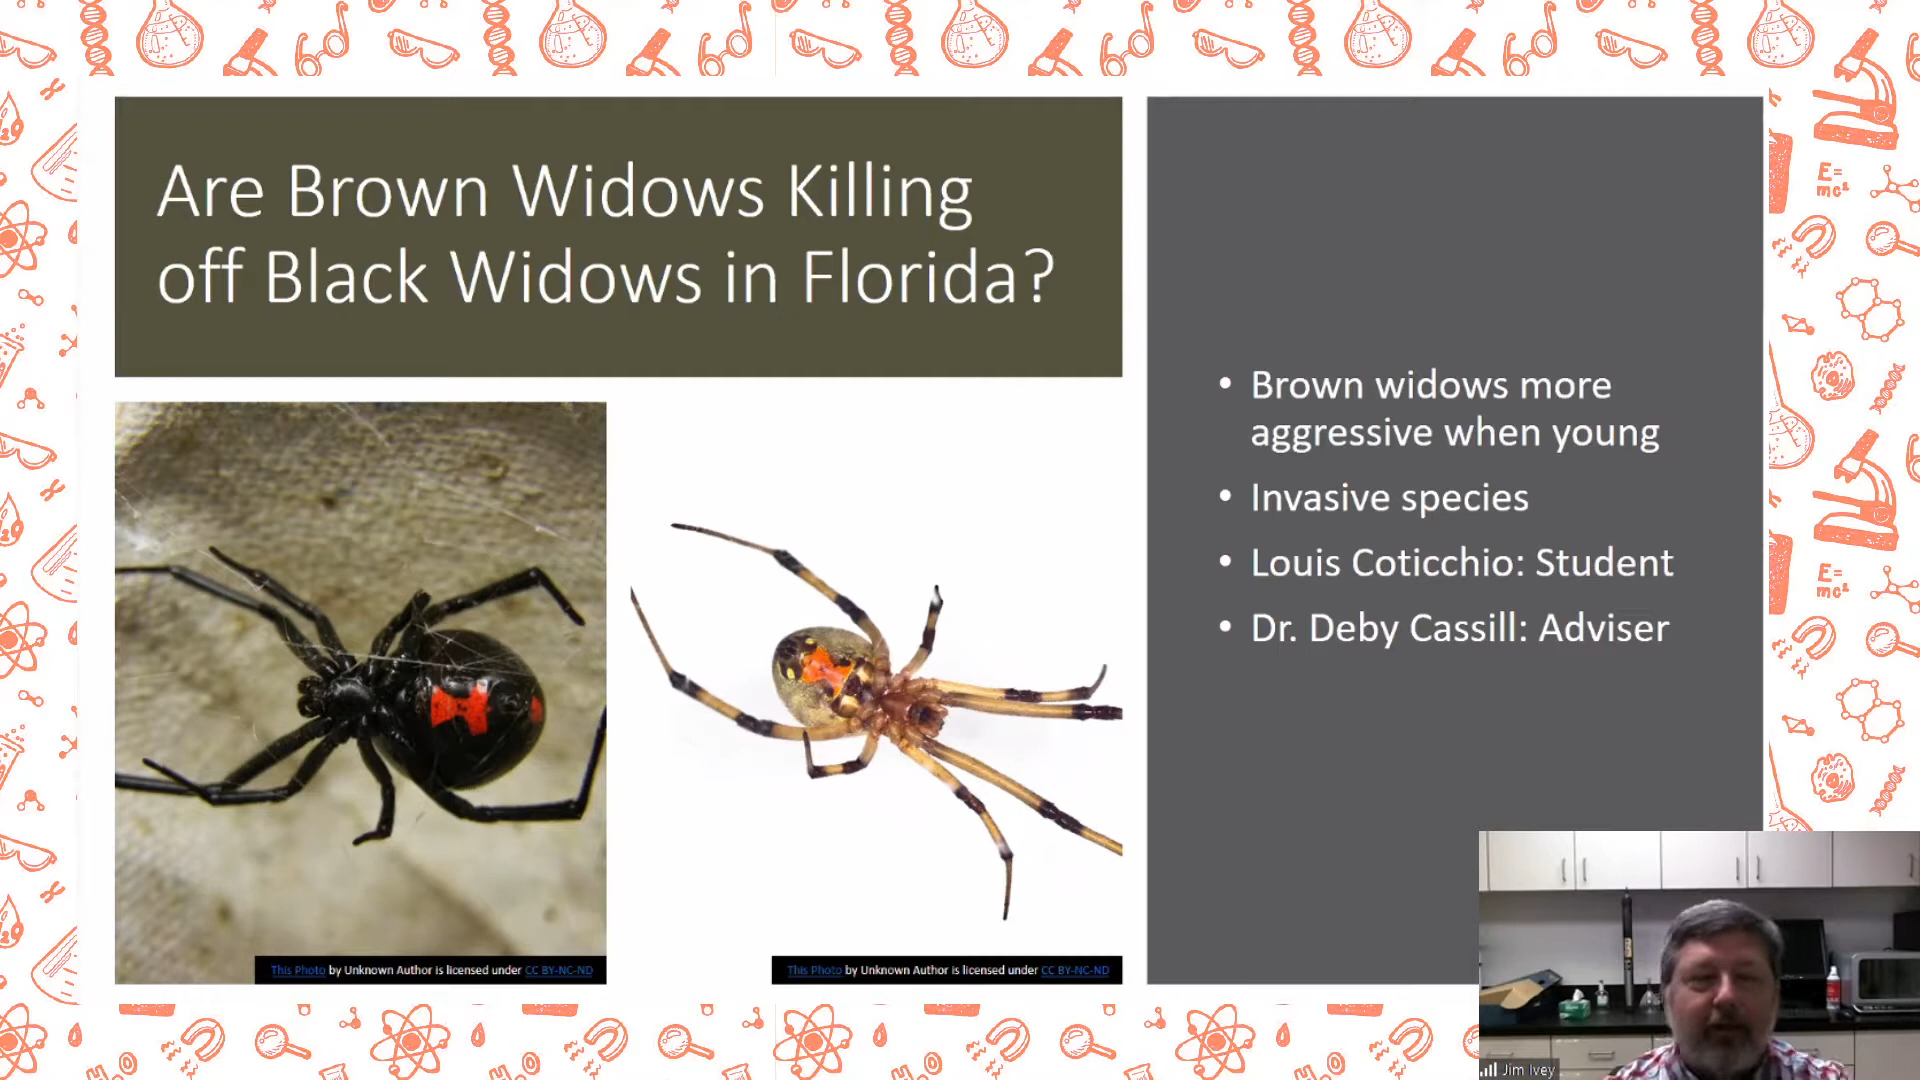 Are Brown Widows Killing
off Black Widows in Florida?
• Brown widows more
aggressive when young
• Invasive species
• Louis Coticchio: Student
• Dr. Deby Cassill: Adviser
This Photo by Unknown Author is licensed under CC BY-NC-ND
This Photo by Unknown Author is licensed under CC BY-NC-ND
E=
mc²
E=
mc²
Jim Ivey